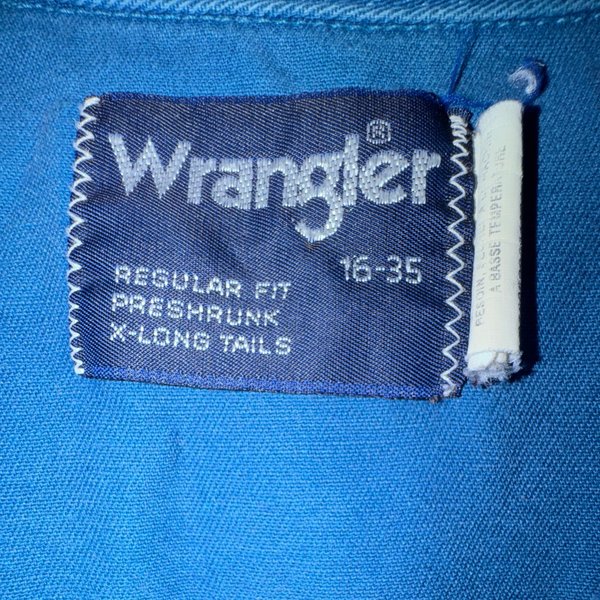 Wrangler®
16-35
REGULAR FIT
PRESHRUNK
X-LONG TAILS
A BASSE TEMPERATURE